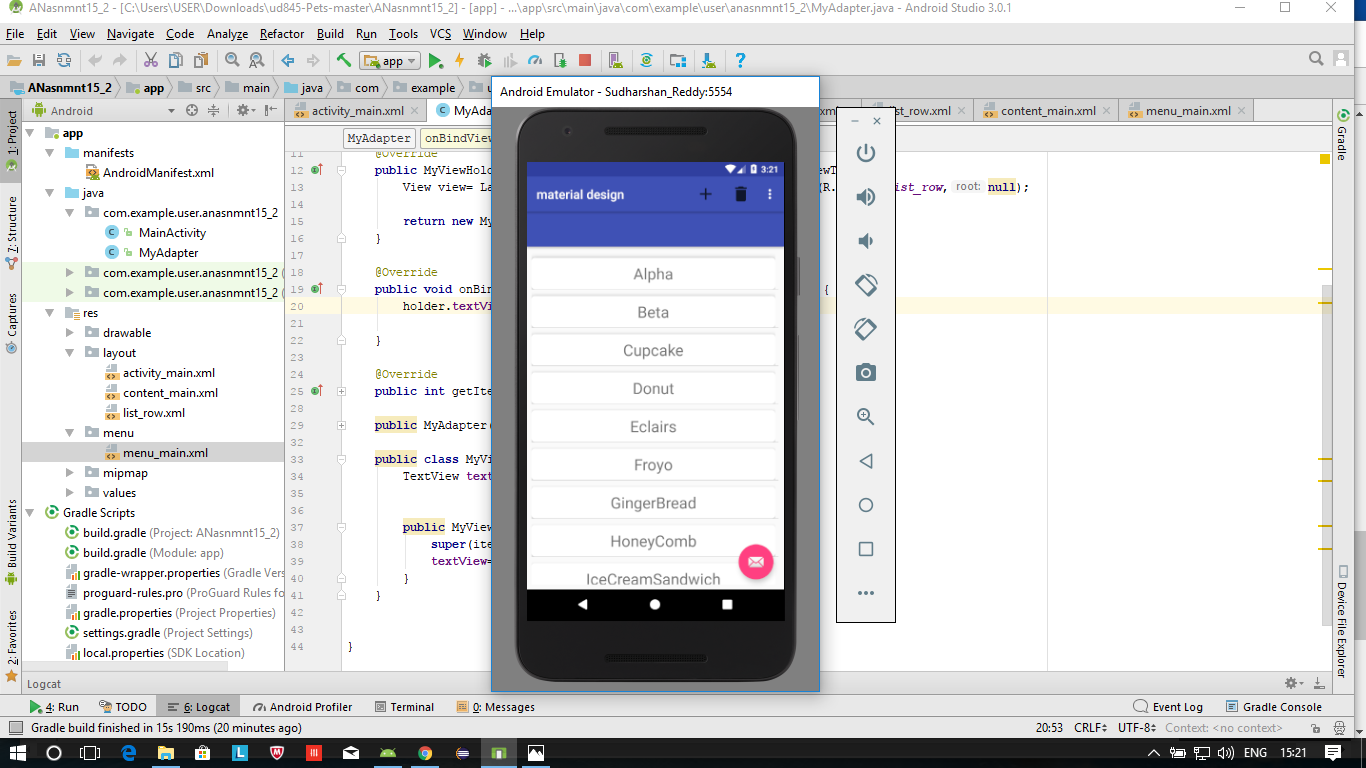 ANasnmnt15_2 - [C:\Users\USER\Downloads\ud845-Pets-master\ANasnmnt15_2] - [app] - ...\app\src\main\java\com\example\user\anasnmnt15_2\MyAdapter.java - Android Studio 3.0.1
File Edit View Navigate Code Analyze Refactor Build Run Tools VCS Window Help
app
ANasnmnt15_2 app src main java com example
Android Emulator - Sudharshan_Reddy:5554
Android
activity_main.xml
content_main.xml
menu_main.xml
MyAdapter
1: Project
7: Structure
Captures
Build Variants
2: Favorites
app
manifests
AndroidManifest.xml
java
com.example.user.anasnmnt15_2
MainActivity
MyAdapter
com.example.user.anasnmnt15_2
com.example.user.anasnmnt15_2
res
drawable
layout
activity_main.xml
content_main.xml
list_row.xml
menu
menu_main.xml
mipmap
values
Gradle Scripts
build.gradle (Project: ANasnmnt15_2)
build.gradle (Module: app)
gradle-wrapper.properties (Gradle Vers
proguard-rules.pro (ProGuard Rules fo
gradle.properties (Project Properties)
settings.gradle (Project Settings)
local.properties (SDK Location)
11 @Override
12 public MyViewHol
13 View view= La (R. ist_row, root: null);
14
15 return new My
16 }
17
18 @Override
19 public void onBin {
20 holder.textVi
21
22 }
23
24 @Override
25 public int getIte
28
29 public MyAdapter(
32
33 public class MyVi
34 TextView text
35
36
37 public MyView
38 super(ite
39 textView=
40 }
41 }
42
43
44 }
3:21
material design
Alpha
Beta
Cupcake
Donut
Eclairs
Froyo
GingerBread
HoneyComb
IceCreamSandwich
Gradle
Device File Explorer
Logcat
4: Run TODO 6: Logcat Android Profiler Terminal 0: Messages Event Log Gradle Console
Gradle build finished in 15s 190ms (20 minutes ago) 20:53 CRLF UTF-8 Context: <no context>
ENG 15:21